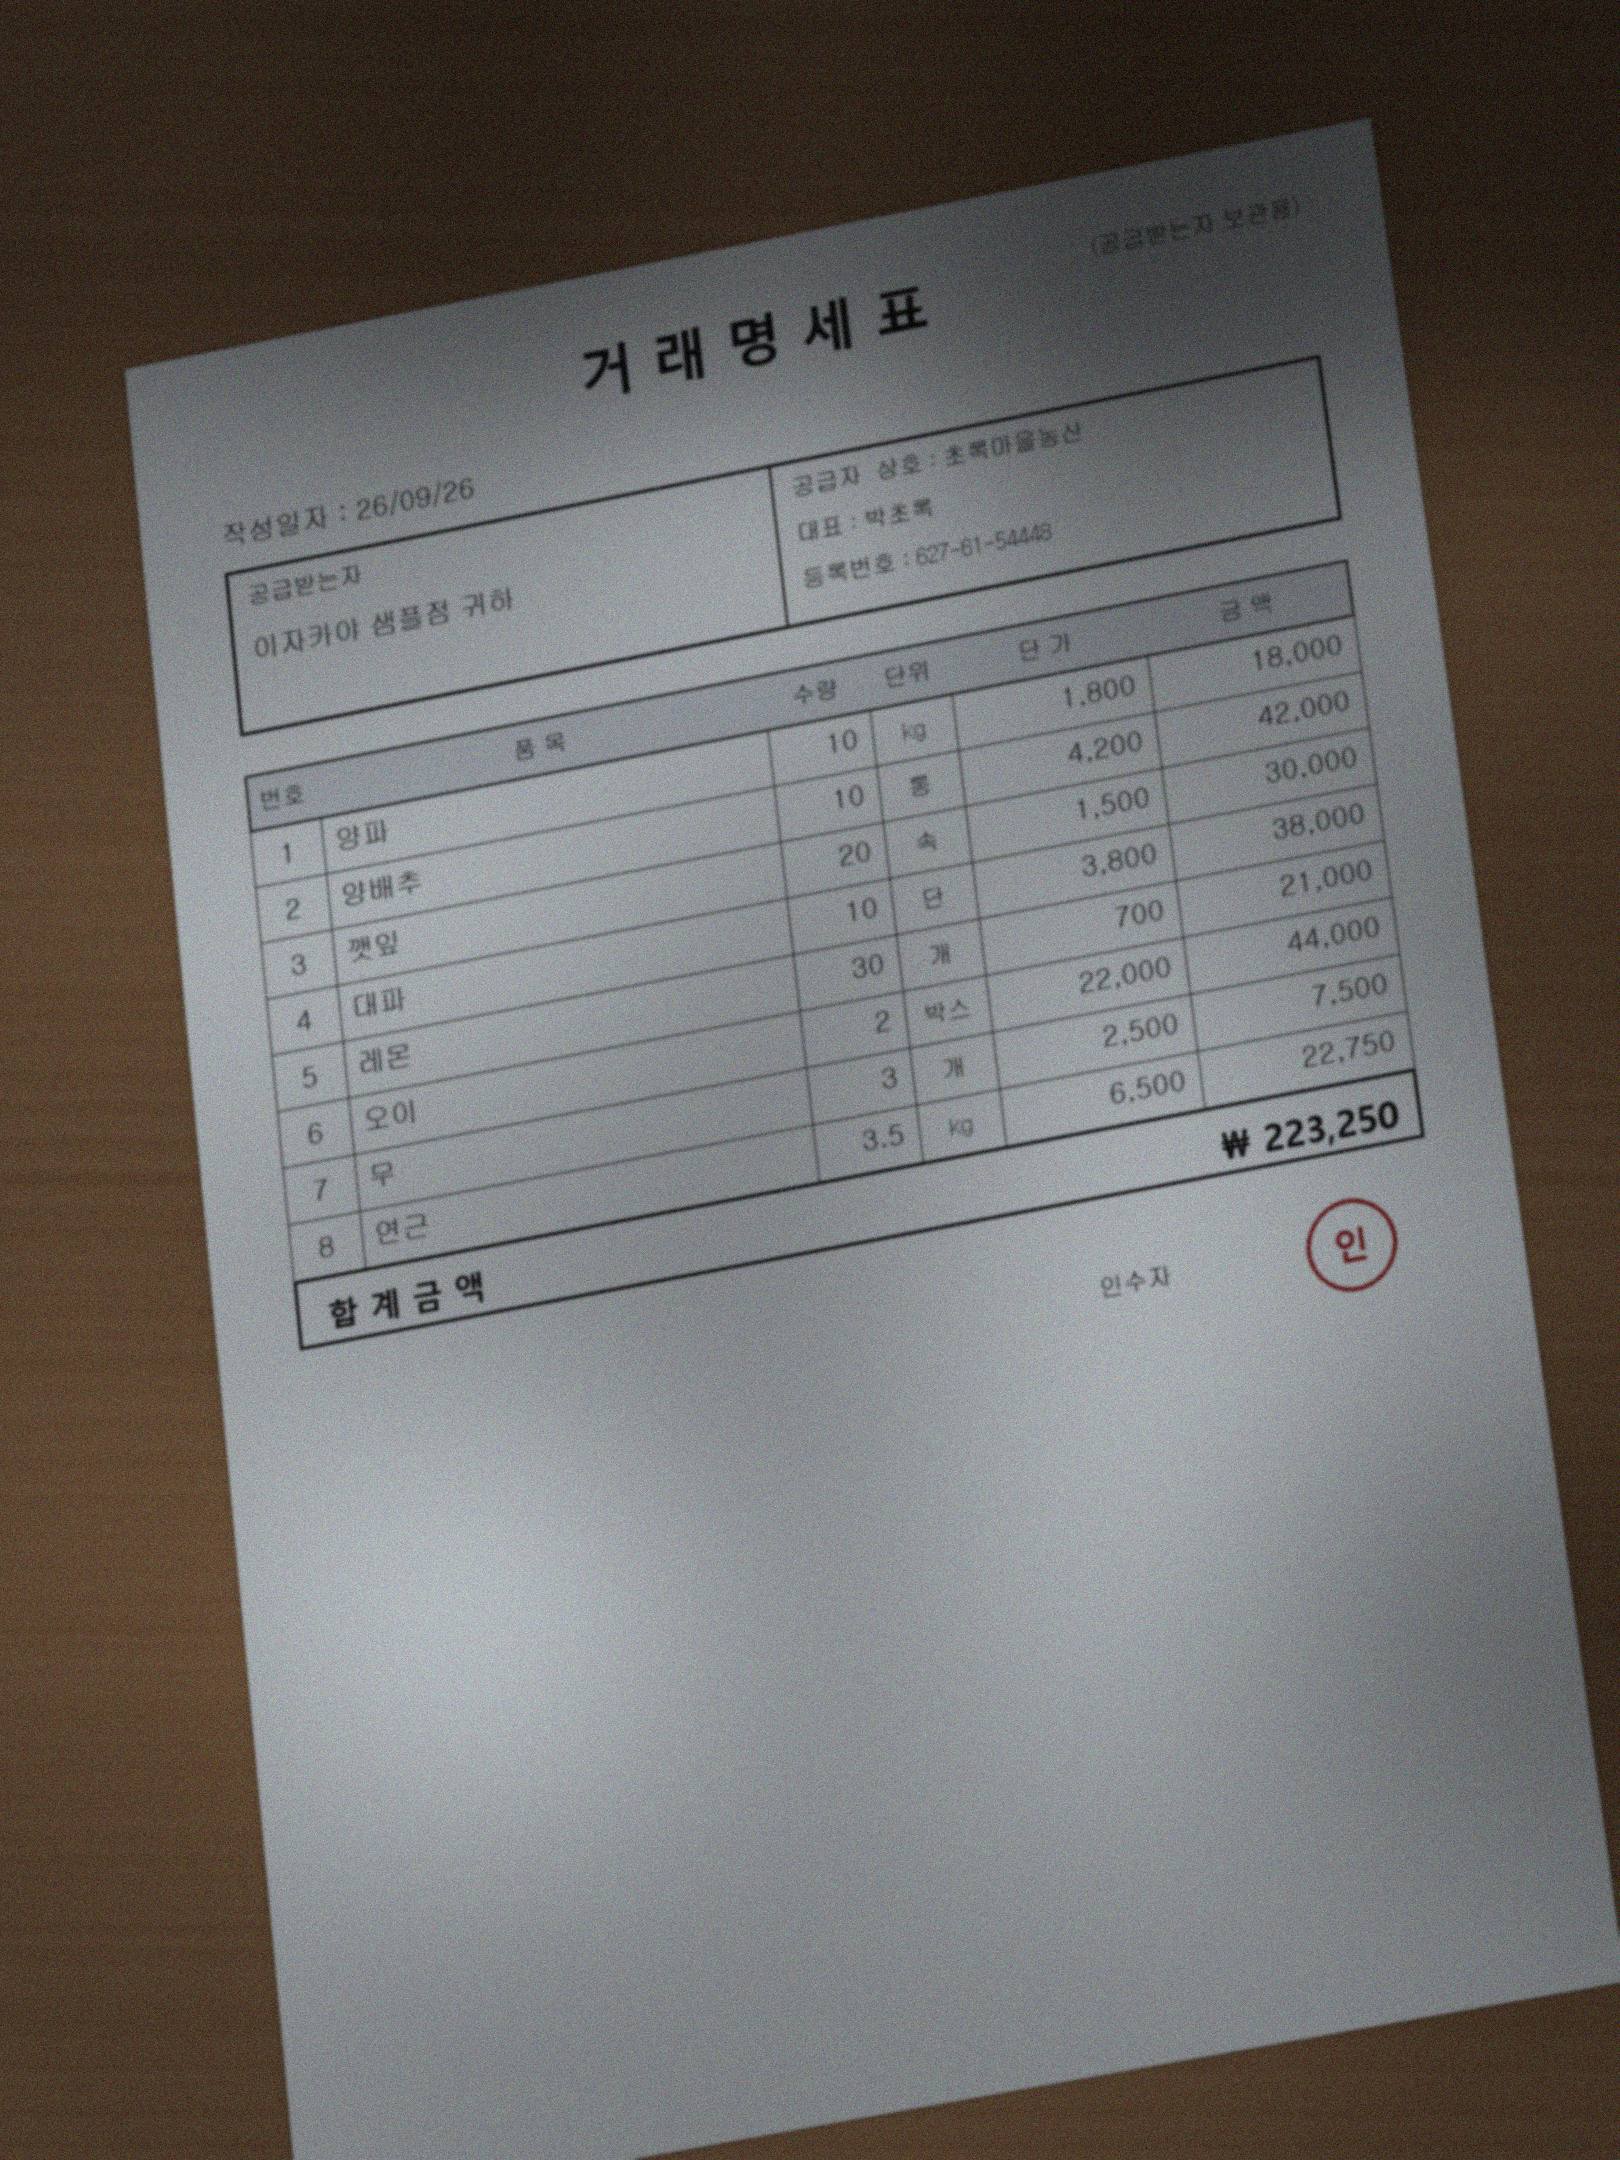 (공급받는자 보관용)
거 래 명 세 표
작성일자 : 26/09/26
공급받는자
이자카야 샘플점 귀하
공급자 상호 : 초록마을농산
대표 : 박초록
등록번호 : 627-61-54448
번호 품 목 수량 단위 단 가 금 액
1 양파 10 kg 1,800 18,000
2 양배추 10 통 4,200 42,000
3 깻잎 20 속 1,500 30,000
4 대파 10 단 3,800 38,000
5 레몬 30 개 700 21,000
6 오이 2 박스 22,000 44,000
7 무 3 개 2,500 7,500
8 연근 3.5 kg 6,500 22,750
합 계 금 액 ₩ 223,250
인수자 인